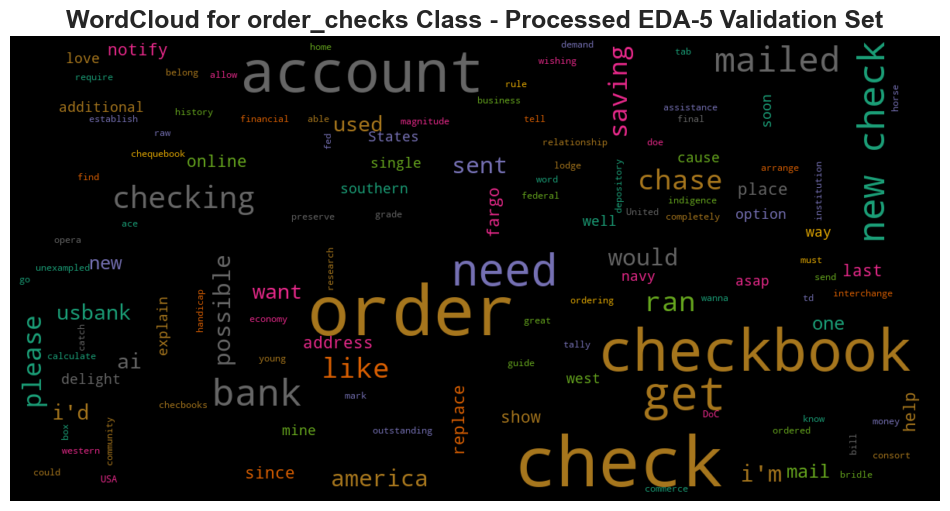 WordCloud for order_checks Class - Processed EDA-5 Validation Set
home
demand
love
notify
account
wishing
tab
mailed
require
belong
allow
saving
new check
horse
rule
additional
history
business
soon
assistance
establish
financial
able
used
magnitude
tell
final
raw
fed
States
relationship
doe
chequebook
online
single
sent
cause
find
lodge
chase
arrange
checking
southern
word
depository
place
institution
federal
indigence
ace
preserve
grade
fargo
well
United
completely
option
opera
way
new
need
would
must
unexampled
go
possible
research
want
navy
asap
last
send
ordering
ran
wanna
td
interchange
usbank
handicap
economy
order
great
one
please
explain
catch
address
tally
checkbook
calculate
ai
young
like
guide
delight
bank
mark
west
get
i'd
checbooks
replace
show
DoC
know
help
box
community
mine
outstanding
check
ordered
money
western
bill
consort
could
USA
since
america
i'm
mail
bridle
commerce